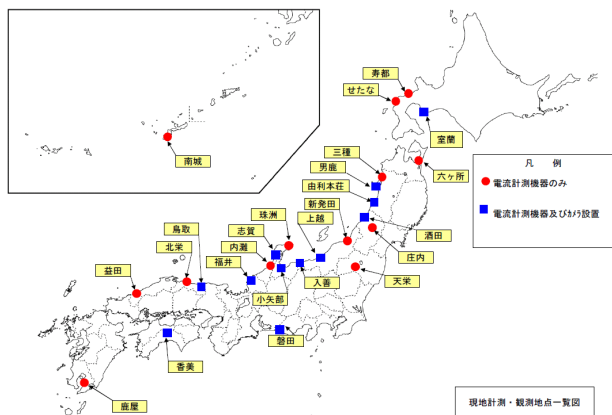 寿都
せたな
室蘭
南城
三種
男鹿
六ヶ所
由利本荘
新発田
上越
珠洲
志賀
鳥取
内灘
北栄
福井
益田
酒田
庄内
天栄
入善
小矢部
磐田
香美
鹿屋
凡 例
電流計測機器のみ
電流計測機器及びカメラ設置
現地計測・観測地点一覧図